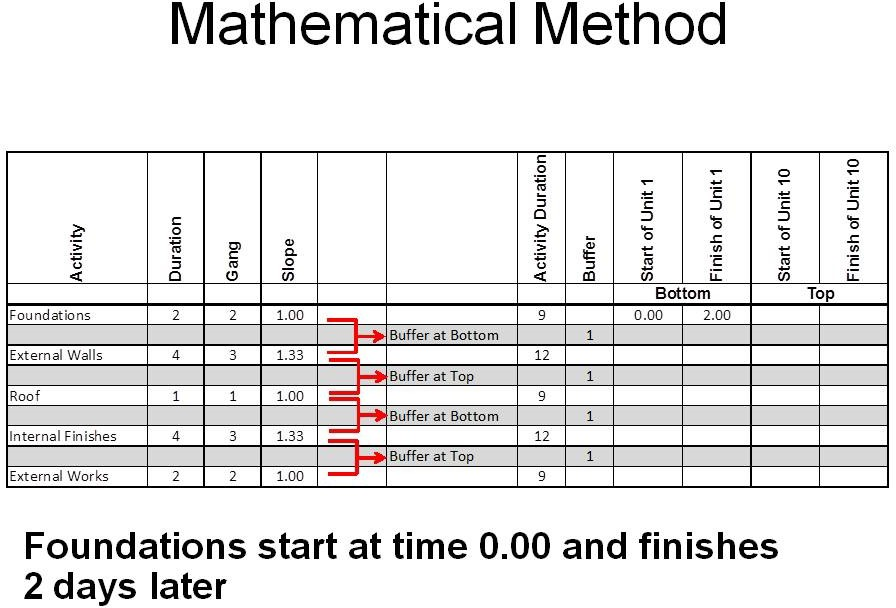 Mathematical Method
Activity Duration Gang Slope Activity Duration Buffer Start of Unit 1 Finish of Unit 1 Start of Unit 10 Finish of Unit 10
Bottom Top
Foundations 2 2 1.00 9 0.00 2.00
Buffer at Bottom 1
External Walls 4 3 1.33 12
Buffer at Top 1
Roof 1 1 1.00 9
Buffer at Bottom 1
Internal Finishes 4 3 1.33 12
Buffer at Top 1
External Works 2 2 1.00 9
Foundations start at time 0.00 and finishes
2 days later